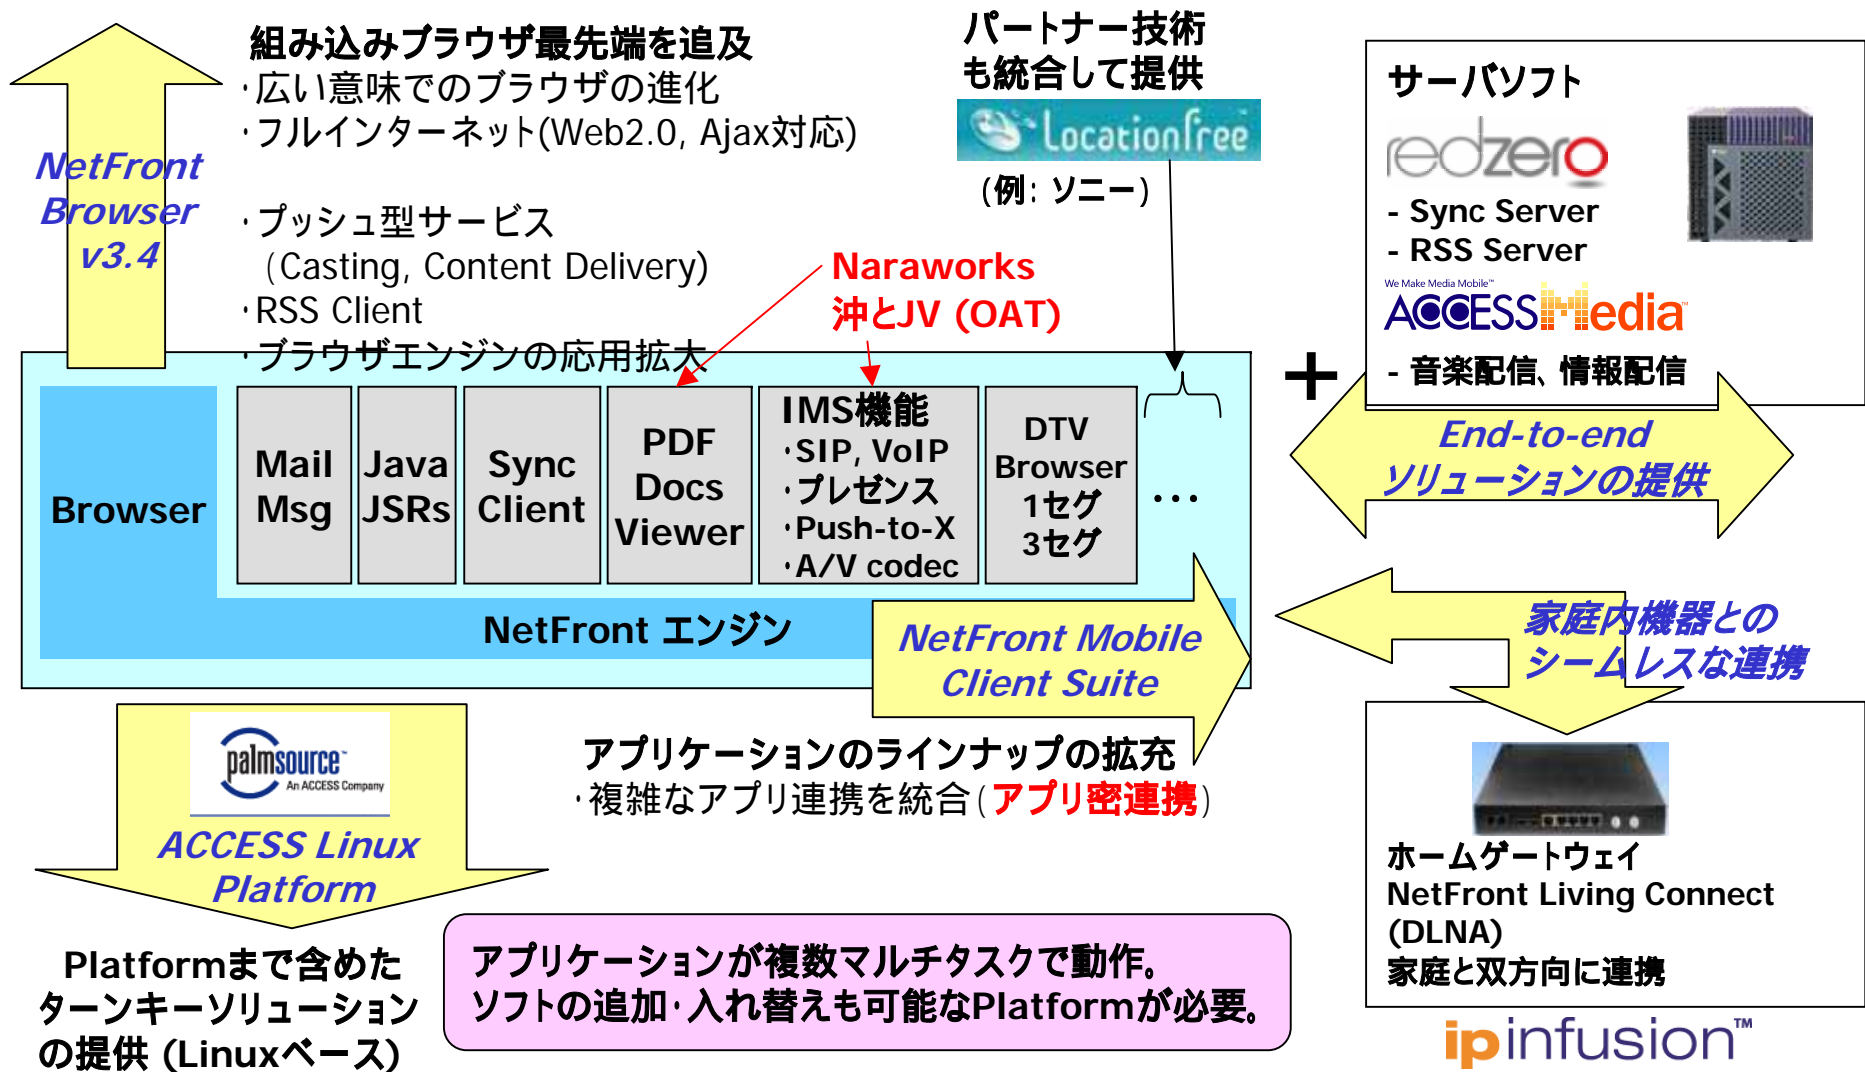 組み込みブラウザ最先端を追及
・広い意味でのブラウザの進化
・フルインターネット(Web2.0, Ajax対応)
・プッシュ型サービス
(Casting, Content Delivery)
・RSS Client
・ブラウザエンジンの応用拡大
NetFront
Browser
v3.4
パートナー技術
も統合して提供
LocationFree
(例: ソニー)
Naraworks
沖とJV (OAT)
サーバソフト
redzero
- Sync Server
- RSS Server
We Make Media Mobile™
ACCESS Media™
- 音楽配信、情報配信
+
End-to-end
ソリューションの提供
Browser
Mail
Msg
Java
JSRs
Sync
Client
PDF
Docs
Viewer
IMS機能
・SIP, VoIP
・プレゼンス
・Push-to-X
・A/V codec
DTV
Browser
1セグ
3セグ
...
NetFront エンジン
NetFront Mobile
Client Suite
家庭内機器との
シームレスな連携
palmsource™
An ACCESS Company
ACCESS Linux
Platform
アプリケーションのラインナップの拡充
・複雑なアプリ連携を統合(アプリ密連携)
Platformまで含めた
ターンキーソリューション
の提供 (Linuxベース)
アプリケーションが複数マルチタスクで動作。
ソフトの追加・入れ替えも可能なPlatformが必要。
ホームゲートウェイ
NetFront Living Connect
(DLNA)
家庭と双方向に連携
ipinfusion™